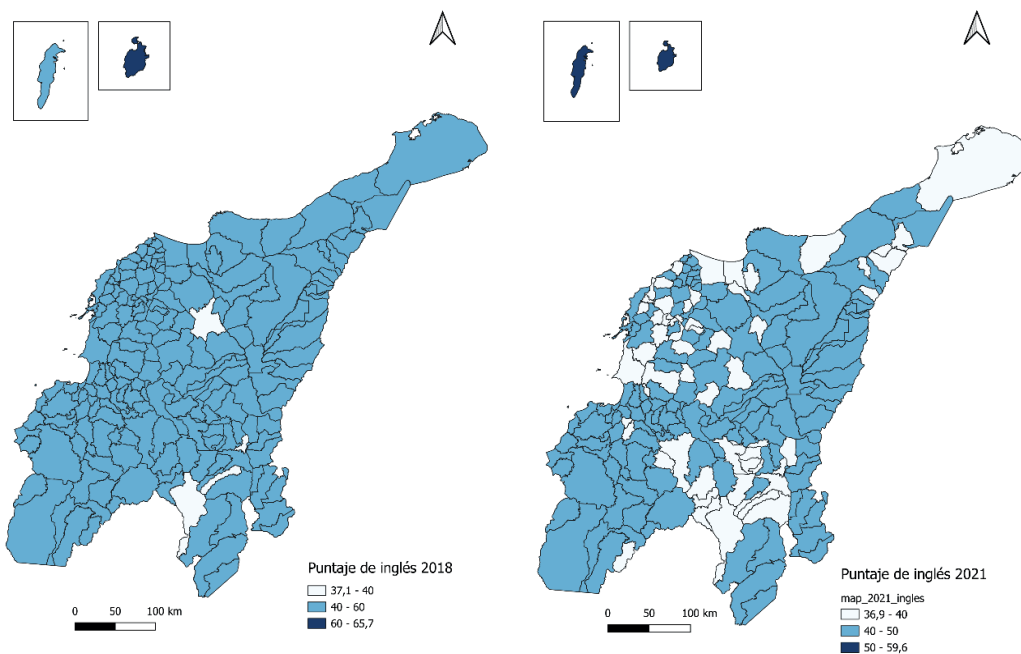 Puntaje de inglés 2018
37,1 - 40
40 - 60
60 - 65,7
0 50 100 km
Puntaje de inglés 2021
map_2021_ingles
36,9 - 40
40 - 50
50 - 59,6
0 50 100 km